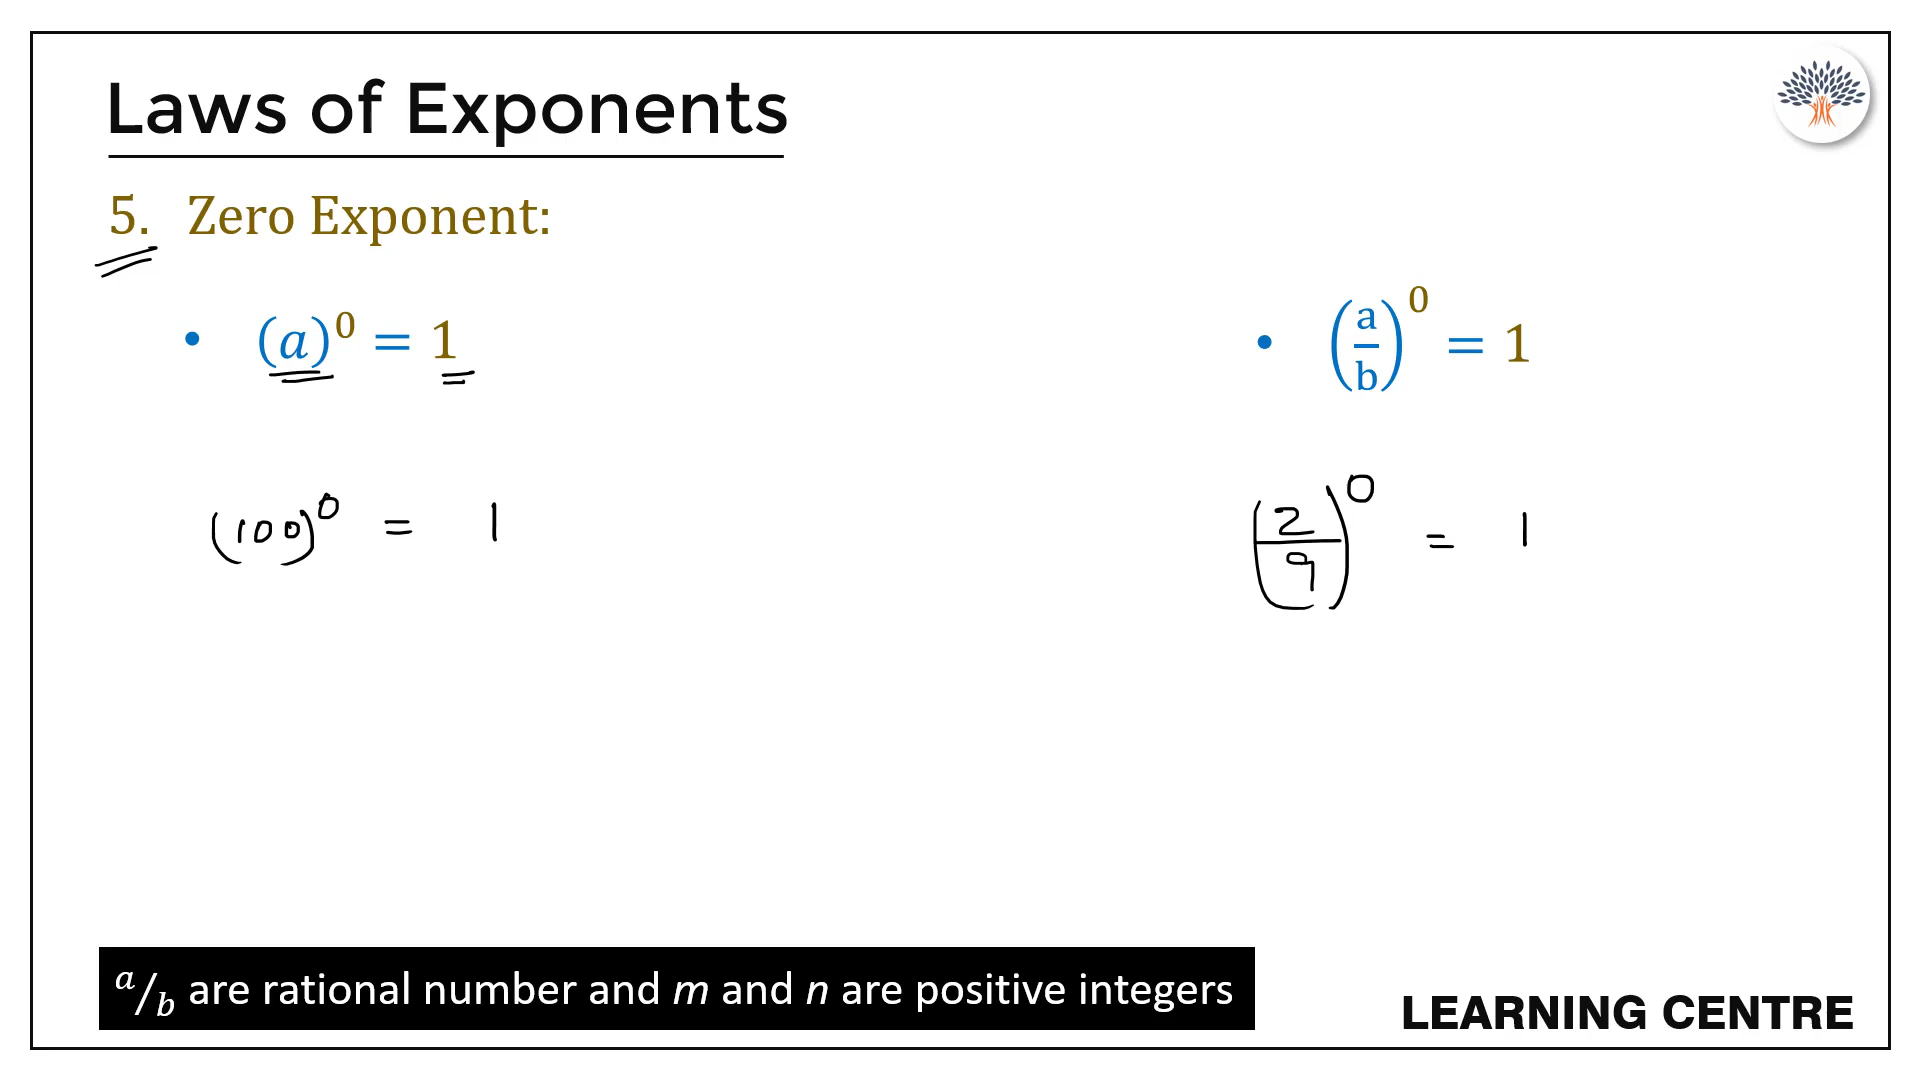 Laws of Exponents
5. Zero Exponent:
• (a)⁰ = 1
• (a/b)⁰ = 1
(100)⁰ = 1
(2/9)⁰ = 1
a/b are rational number and m and n are positive integers
LEARNING CENTRE